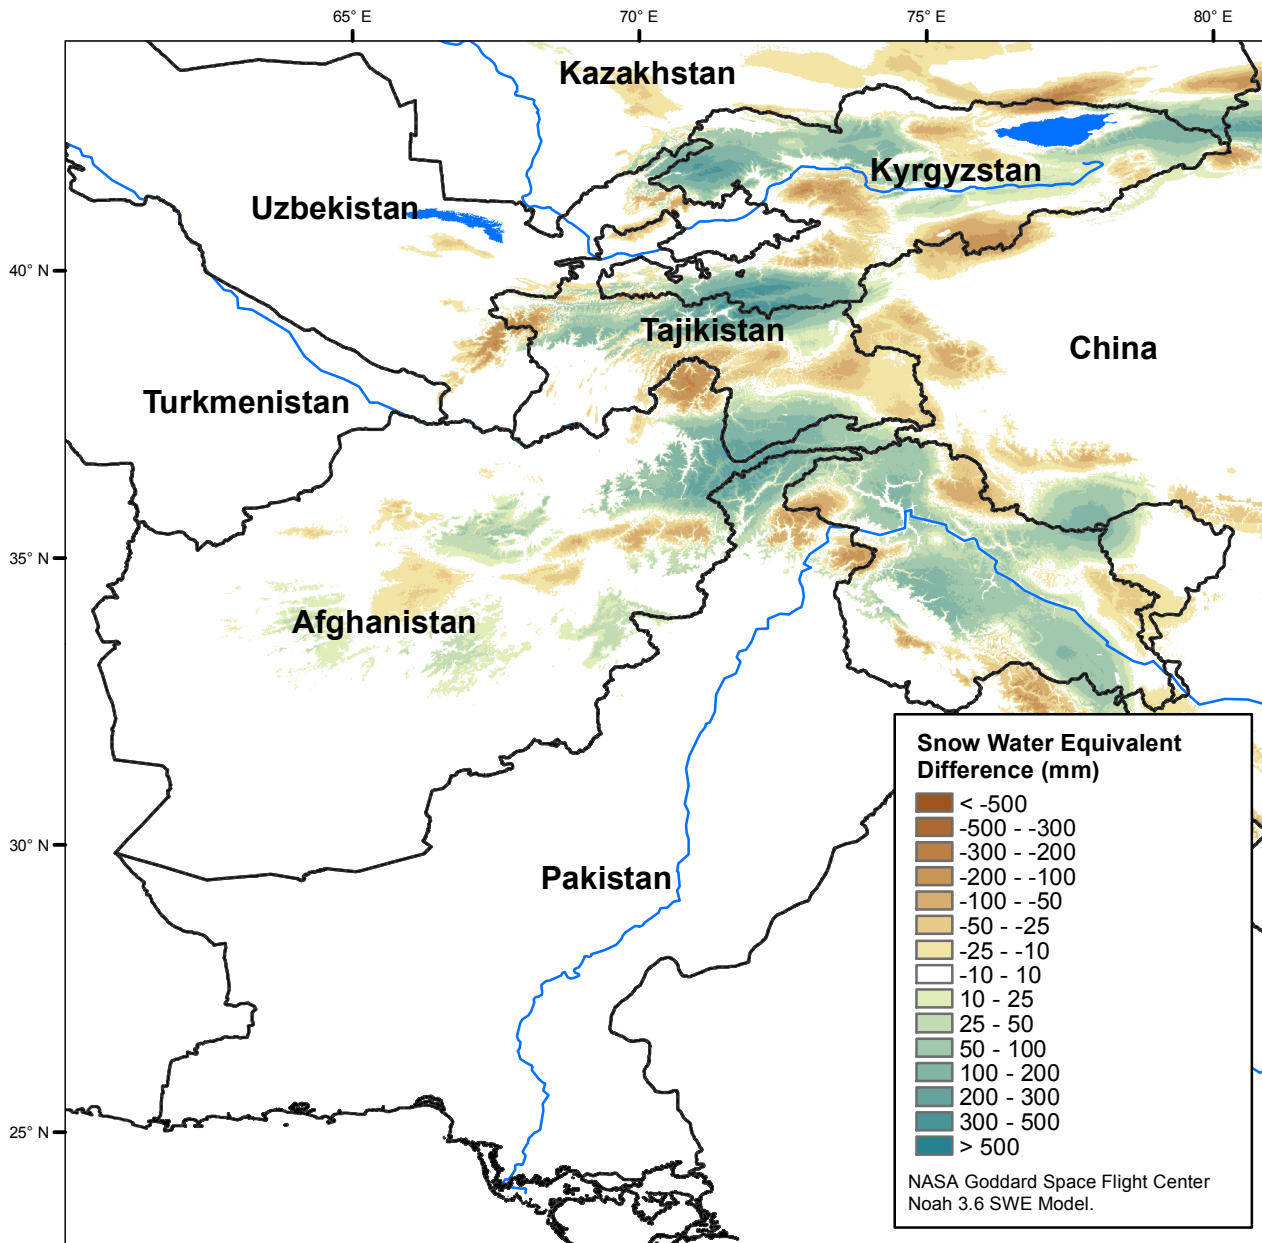 65° E
70° E
75° E
80° E
Kazakhstan
Kyrgyzstan
Uzbekistan
40° N
Tajikistan
China
Turkmenistan
35° N
Afghanistan
Snow Water Equivalent
Difference (mm)
< -500
-500 - -300
-300 - -200
-200 - -100
-100 - -50
-50 - -25
-25 - -10
-10 - 10
10 - 25
25 - 50
50 - 100
100 - 200
200 - 300
300 - 500
> 500
NASA Goddard Space Flight Center
Noah 3.6 SWE Model.
30° N
Pakistan
25° N